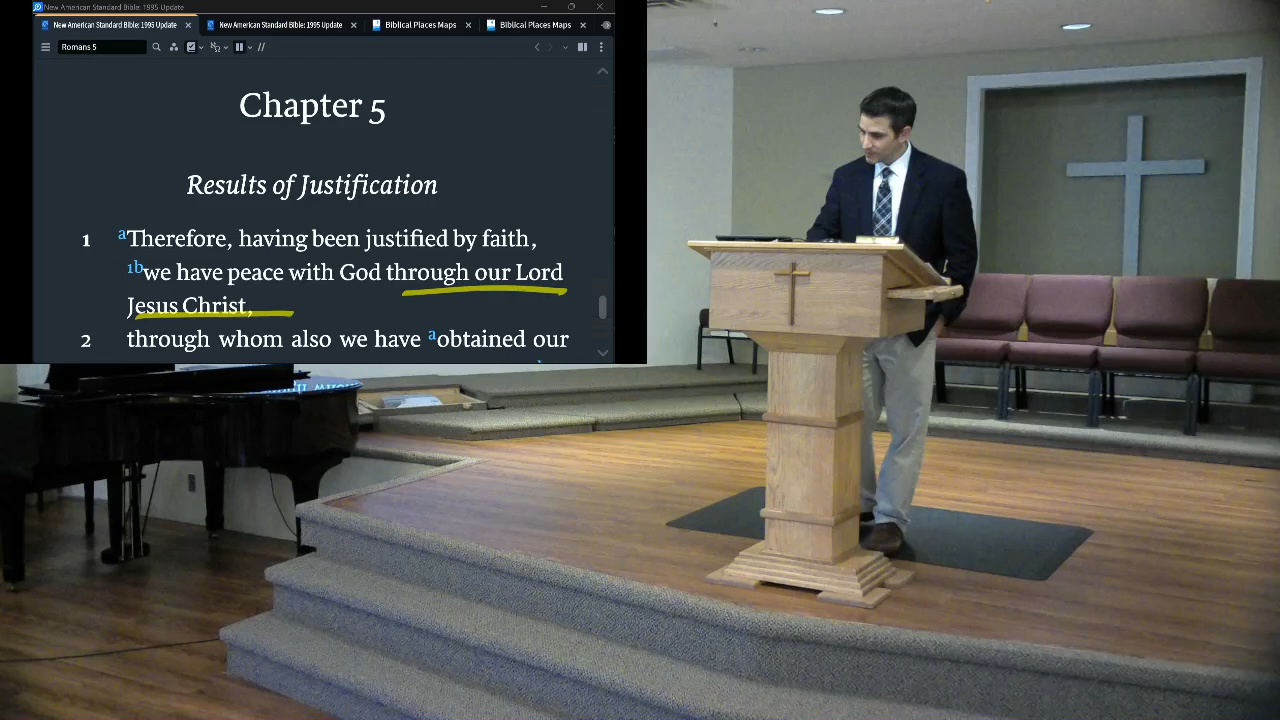 New American Standard Bible: 1995 Update
New American Standard Bible: 1995 Update × New American Standard Bible: 1995 Update × Biblical Places Maps × Biblical Places Maps ×
Romans 5
Chapter 5
Results of Justification
1 aTherefore, having been justified by faith,
1bwe have peace with God through our Lord
Jesus Christ,
2 through whom also we have aobtained our